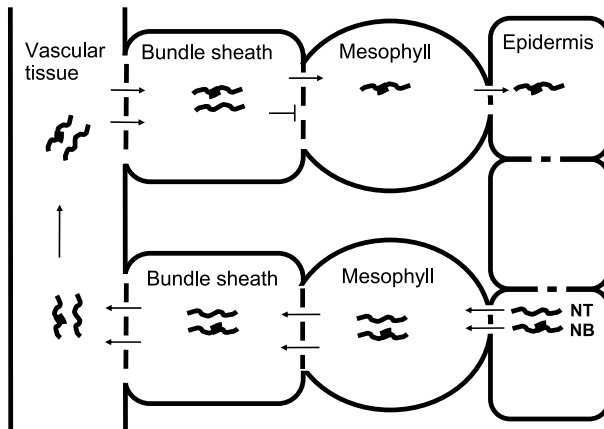 Vascular
tissue
Bundle sheath
Mesophyll
Epidermis
Bundle sheath
Mesophyll
NT
NB